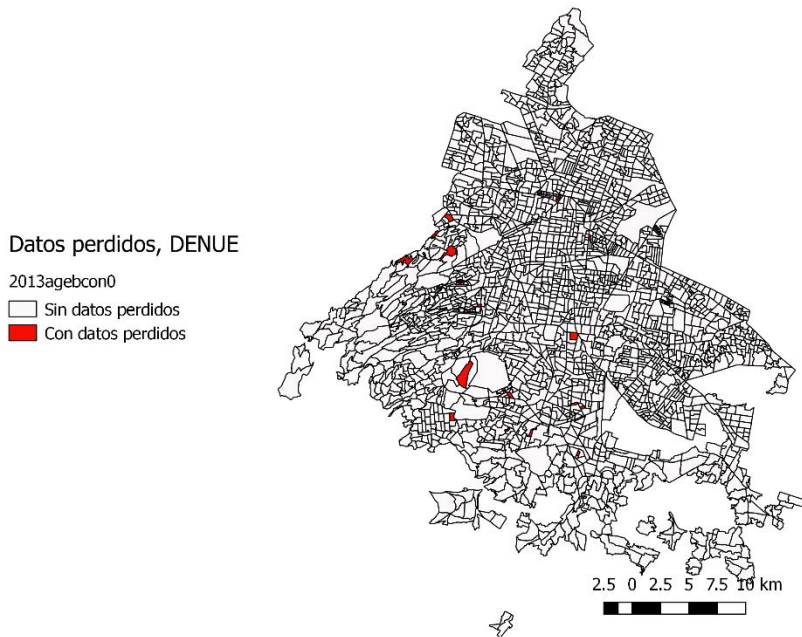 Datos perdidos, DENUE
2013agebcon0
Sin datos perdidos
Con datos perdidos
2.5 0 2.5 5 7.5 10 km